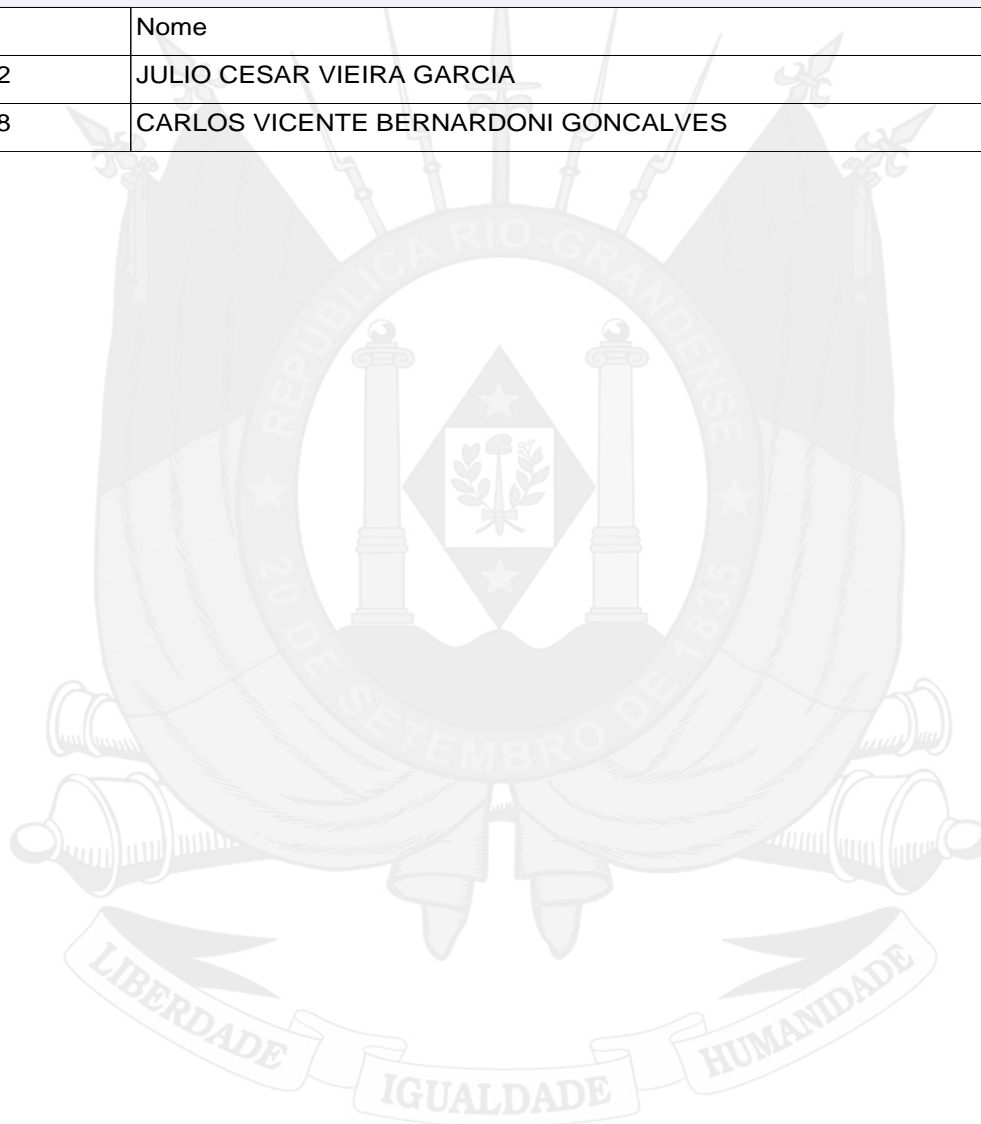 Nome
2 JULIO CESAR VIEIRA GARCIA
8 CARLOS VICENTE BERNARDONI GONCALVES
REPÚBLICA RIO-GRANDENSE
★ 20 DE SETEMBRO DE 1835 ★
LIBERDADE IGUALDADE HUMANIDADE